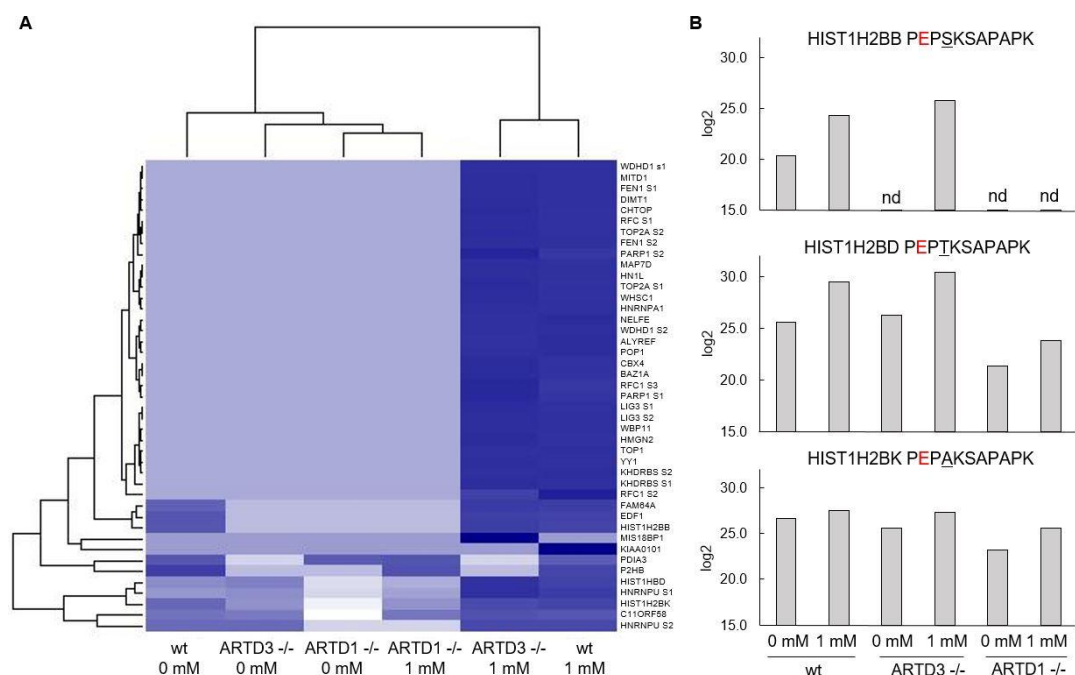 A
WDHD1 s1
MITD1
FEN1 S1
DIMT1
CHTOP
RFC S1
TOP2A S2
FEN1 S2
PARP1 S2
MAP7D
HN1L
TOP2A S1
WHSC1
HNRNPA1
NELFE
WDHD1 S2
ALYREF
POP1
CBX4
BAZ1A
RFC1 S3
PARP1 S1
LIG3 S1
LIG3 S2
WBP11
HMGN2
TOP1
YY1
KHDRBS S2
KHDRBS S1
RFC1 S2
FAM64A
EDF1
HIST1H2BB
MIS18BP1
KIAA0101
PDIA3
P2HB
HIST1HBD
HNRNPU S1
HIST1H2BK
C11ORF58
HNRNPU S2
wt ARTD3 -/- ARTD1 -/- ARTD1 -/- ARTD3 -/- wt
0 mM 0 mM 0 mM 1 mM 1 mM 1 mM
B
HIST1H2BB PEPSKSAPAPK
30.0
25.0
20.0
15.0
log2
nd nd nd
HIST1H2BD PEPTKSAPAPK
30.0
25.0
20.0
15.0
log2
HIST1H2BK PEPAKSAPAPK
30.0
25.0
20.0
15.0
log2
0 mM 1 mM 0 mM 1 mM 0 mM 1 mM
wt ARTD3 -/- ARTD1 -/-